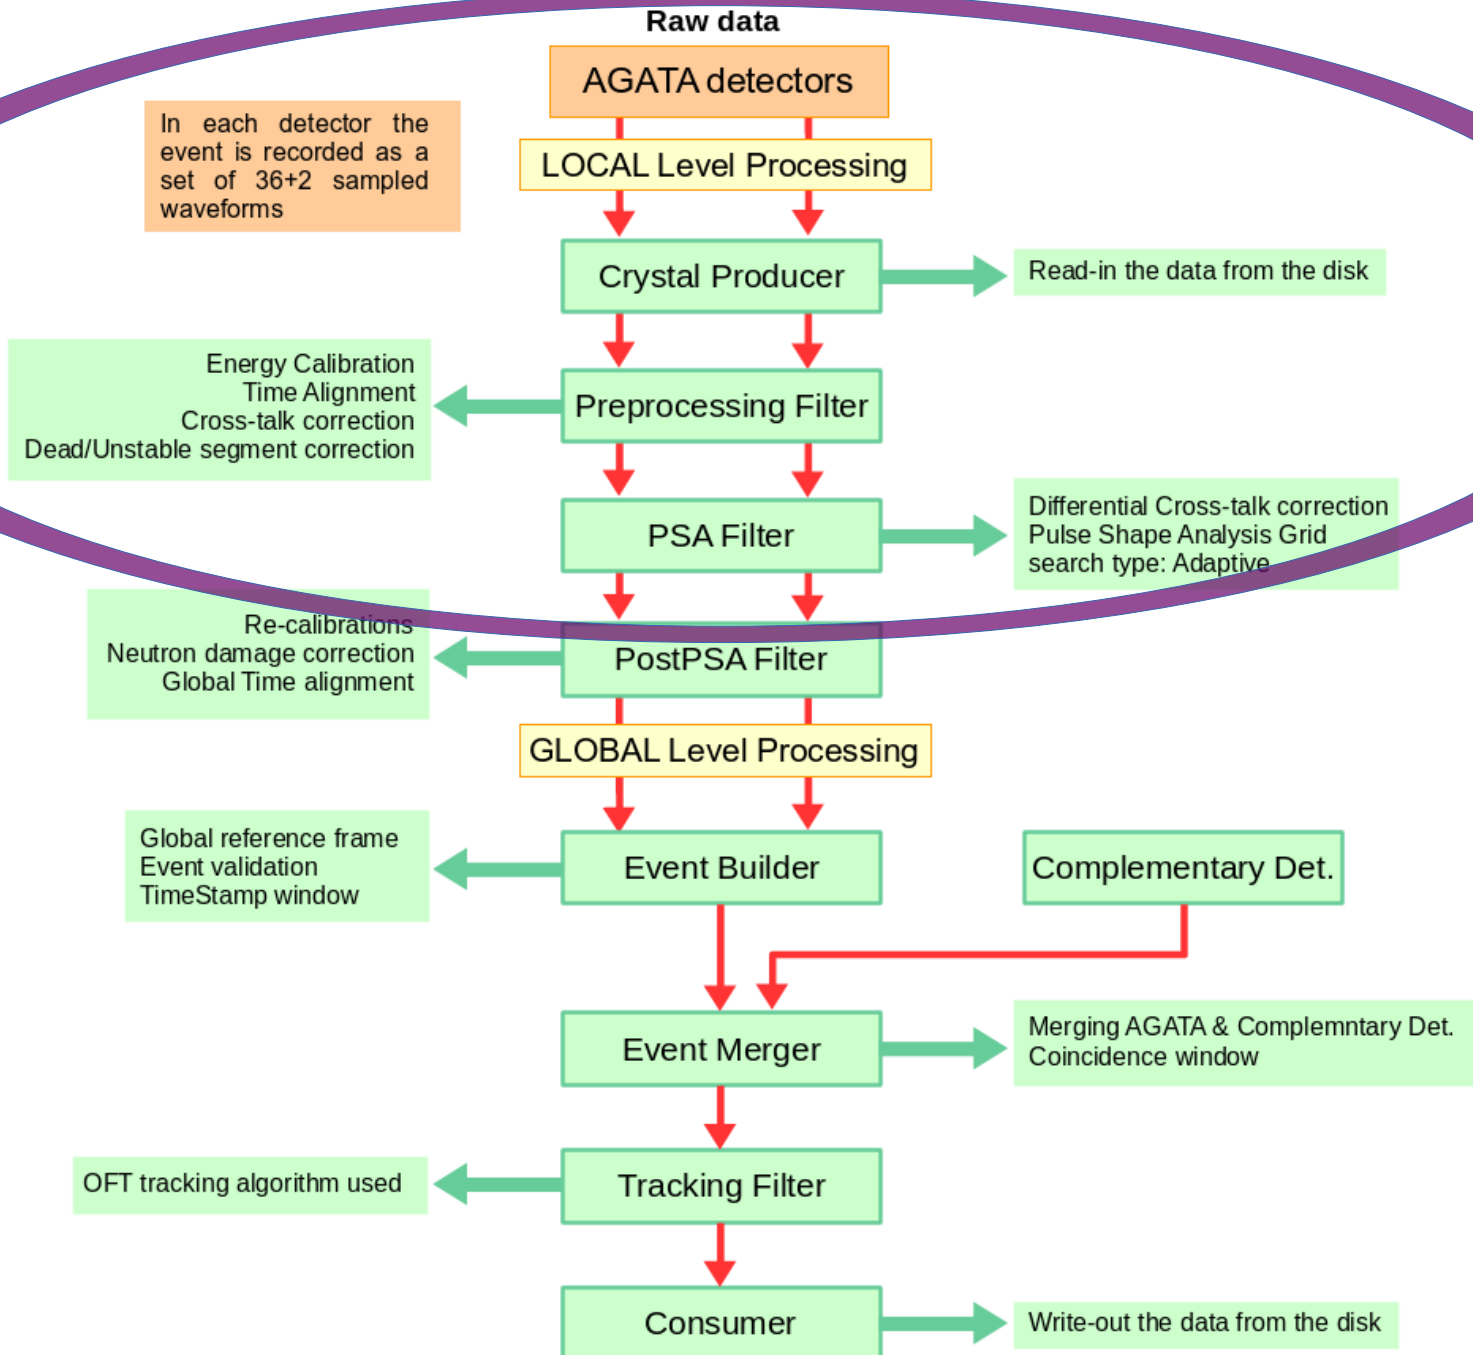 Raw data
AGATA detectors
In each detector the
event is recorded as a
set of 36+2 sampled
waveforms
LOCAL Level Processing
Crystal Producer
Read-in the data from the disk
Energy Calibration
Time Alignment
Cross-talk correction
Dead/Unstable segment correction
Preprocessing Filter
PSA Filter
Differential Cross-talk correction
Pulse Shape Analysis Grid
search type: Adaptive
Re-calibrations
Neutron damage correction
Global Time alignment
PostPSA Filter
GLOBAL Level Processing
Global reference frame
Event validation
TimeStamp window
Event Builder
Complementary Det.
Event Merger
Merging AGATA & Complemntary Det.
Coincidence window
OFT tracking algorithm used
Tracking Filter
Consumer
Write-out the data from the disk